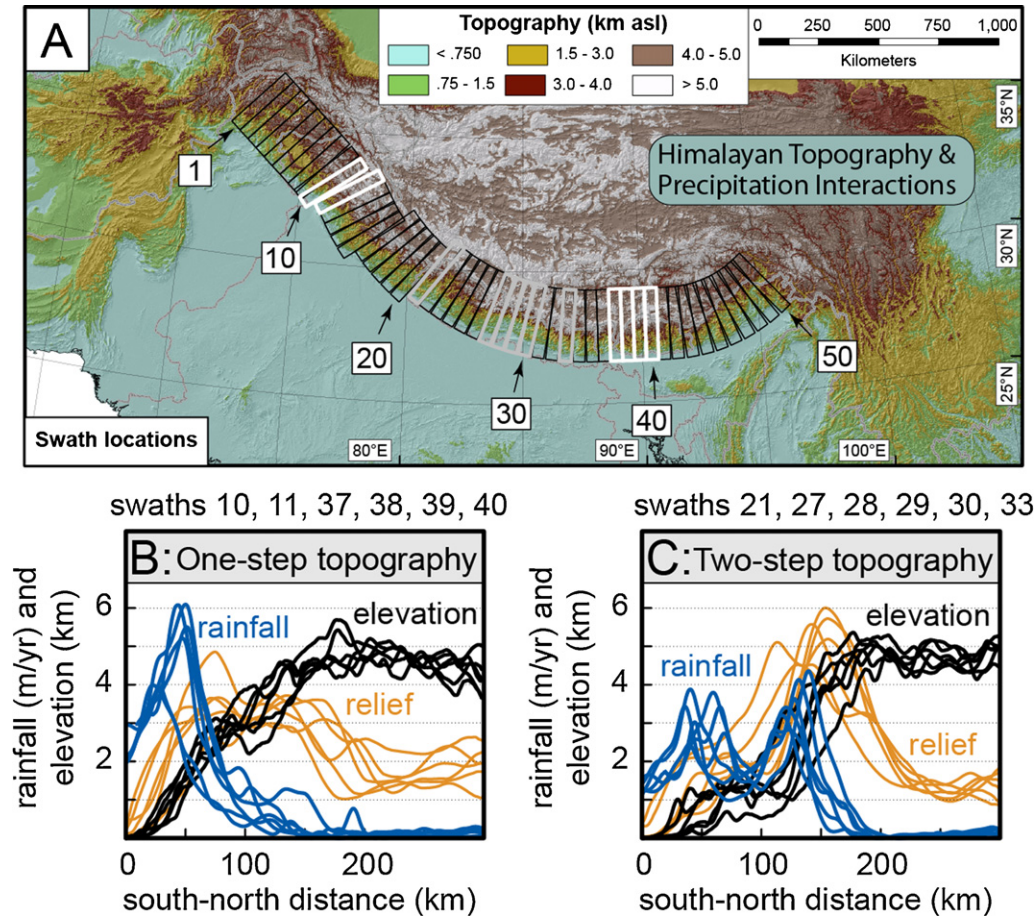 A
Topography (km asl)
< .750
1.5 - 3.0
4.0 - 5.0
.75 - 1.5
3.0 - 4.0
> 5.0
0 200 400 600 800 1,000
Kilometers
35°N
Himalayan Topography &
Precipitation Interactions
1
10
30°N
20
50
30
40
25°N
Swath locations
80°E
90°E
100°E
swaths 10, 11, 37, 38, 39, 40
B: One-step topography
rainfall (m/yr) and
elevation (km)
6
4
2
rainfall
elevation
relief
0 100 200
south-north distance (km)
swaths 21, 27, 28, 29, 30, 33
C: Two-step topography
rainfall (m/yr) and
elevation (km)
6
4
2
rainfall
elevation
relief
0 100 200
south-north distance (km)